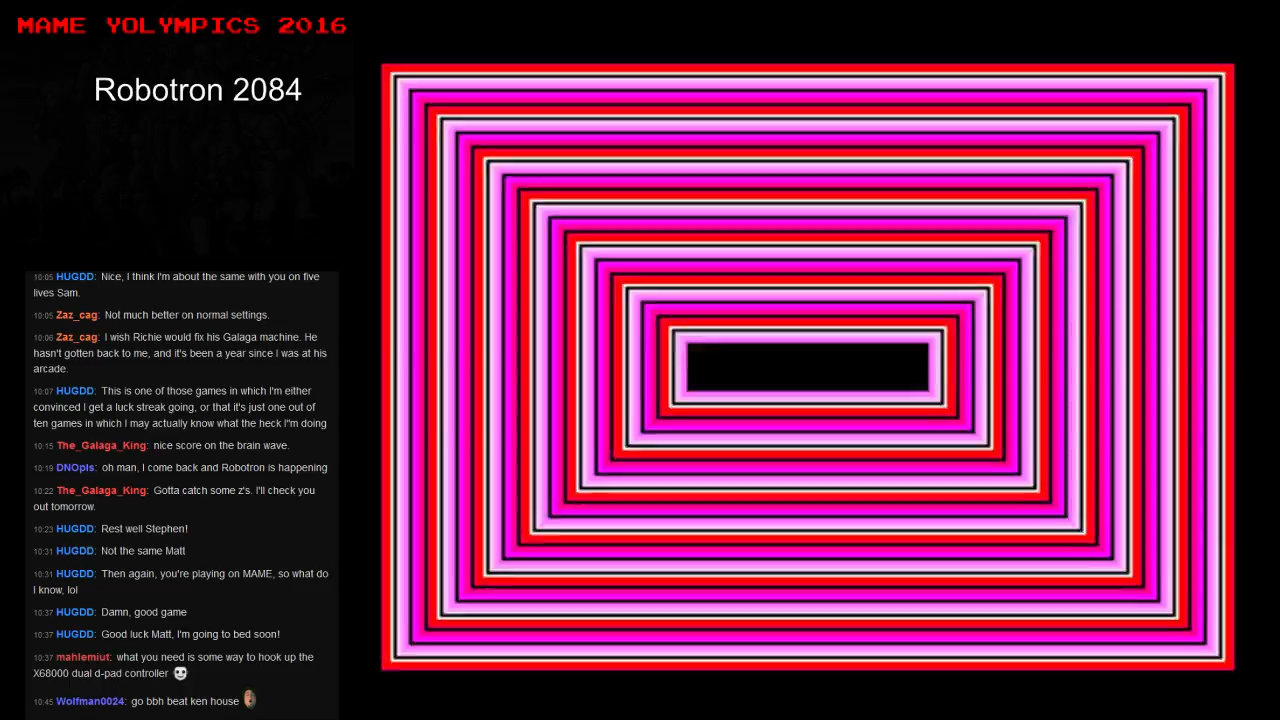 MAME YOLYMPICS 2016
Robotron 2084
10:05 HUGDD: Nice, I think I'm about the same with you on five
lives Sam.
10:05 Zaz_cag: Not much better on normal settings.
10:06 Zaz_cag: I wish Richie would fix his Galaga machine. He
hasn't gotten back to me, and it's been a year since I was at his
arcade.
10:07 HUGDD: This is one of those games in which I'm either
convinced I get a luck streak going, or that it's just one out of
ten games in which I may actually know what the heck I"m doing
10:15 The_Galaga_King: nice score on the brain wave.
10:19 DNOpls: oh man, I come back and Robotron is happening
10:22 The_Galaga_King: Gotta catch some z's. I'll check you
out tomorrow.
10:23 HUGDD: Rest well Stephen!
10:31 HUGDD: Not the same Matt
10:31 HUGDD: Then again, you're playing on MAME, so what do
I know, lol
10:37 HUGDD: Damn, good game
10:37 HUGDD: Good luck Matt, I'm going to bed soon!
10:37 mahlemiut: what you need is some way to hook up the
X68000 dual d-pad controller
10:45 Wolfman0024: go bbh beat ken house